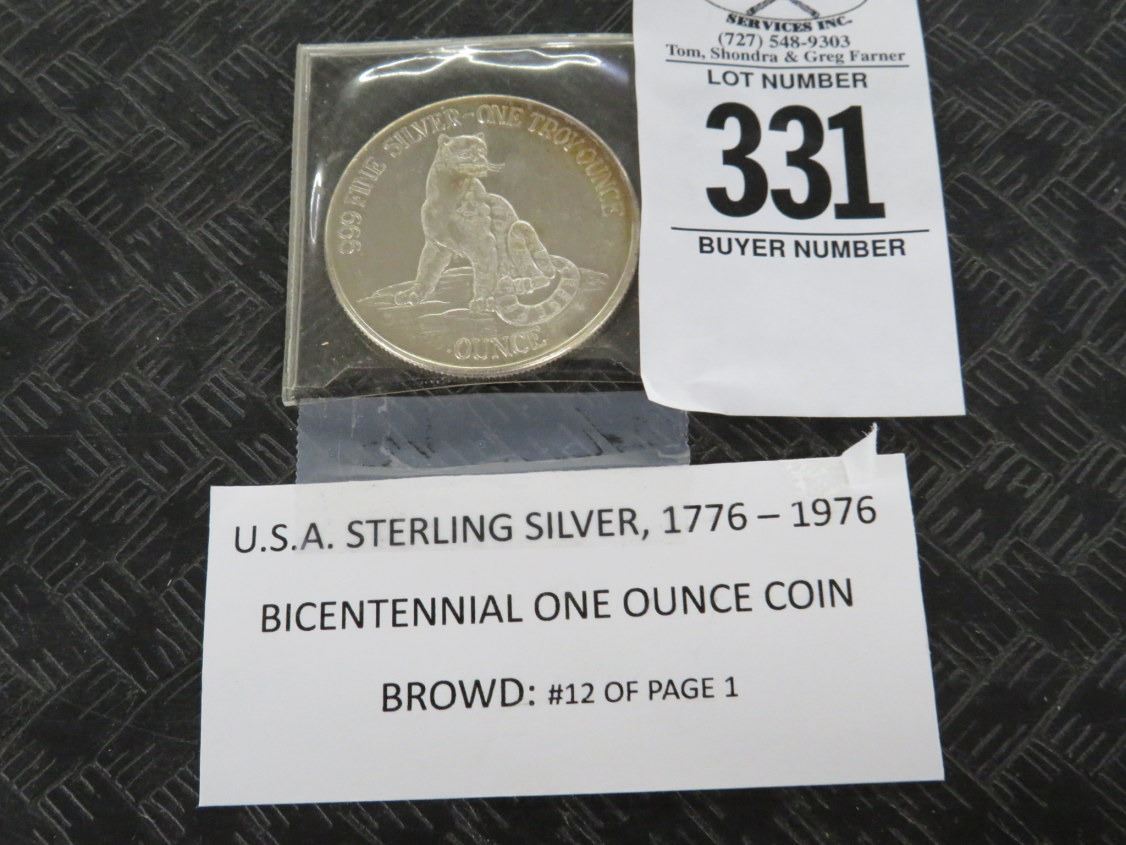 SERVICES INC.
(727) 548-9303
Tom, Shondra & Greg Farner
LOT NUMBER
331
BUYER NUMBER
999 FINE SILVER - ONE TROY OUNCE
.OUNCE
U.S.A. STERLING SILVER, 1776 – 1976
BICENTENNIAL ONE OUNCE COIN
BROWD: #12 OF PAGE 1